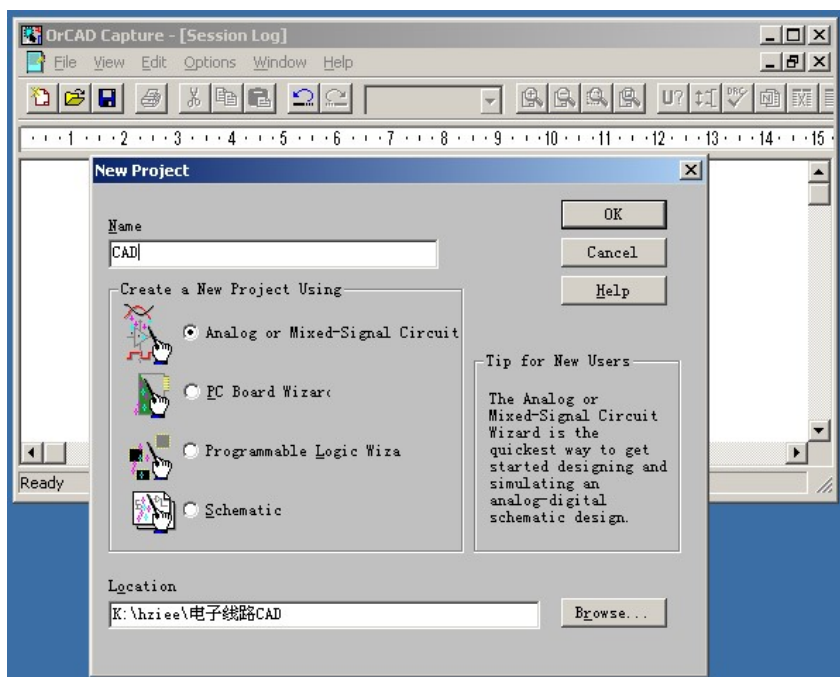 OrCAD Capture - [Session Log]
File View Edit Options Window Help
U?
1 2 3 4 5 6 7 8 9 10 11 12 13 14 15
New Project
OK
Name
CAD
Cancel
Create a New Project Using
Help
Analog or Mixed-Signal Circuit
Tip for New Users
PC Board Wizar
The Analog or
Mixed-Signal Circuit
Wizard is the
quickest way to get
started designing and
simulating an
analog-digital
schematic design.
Programmable Logic Wiza
Schematic
Ready
Location
K:\hziee\电子线路CAD
Browse...